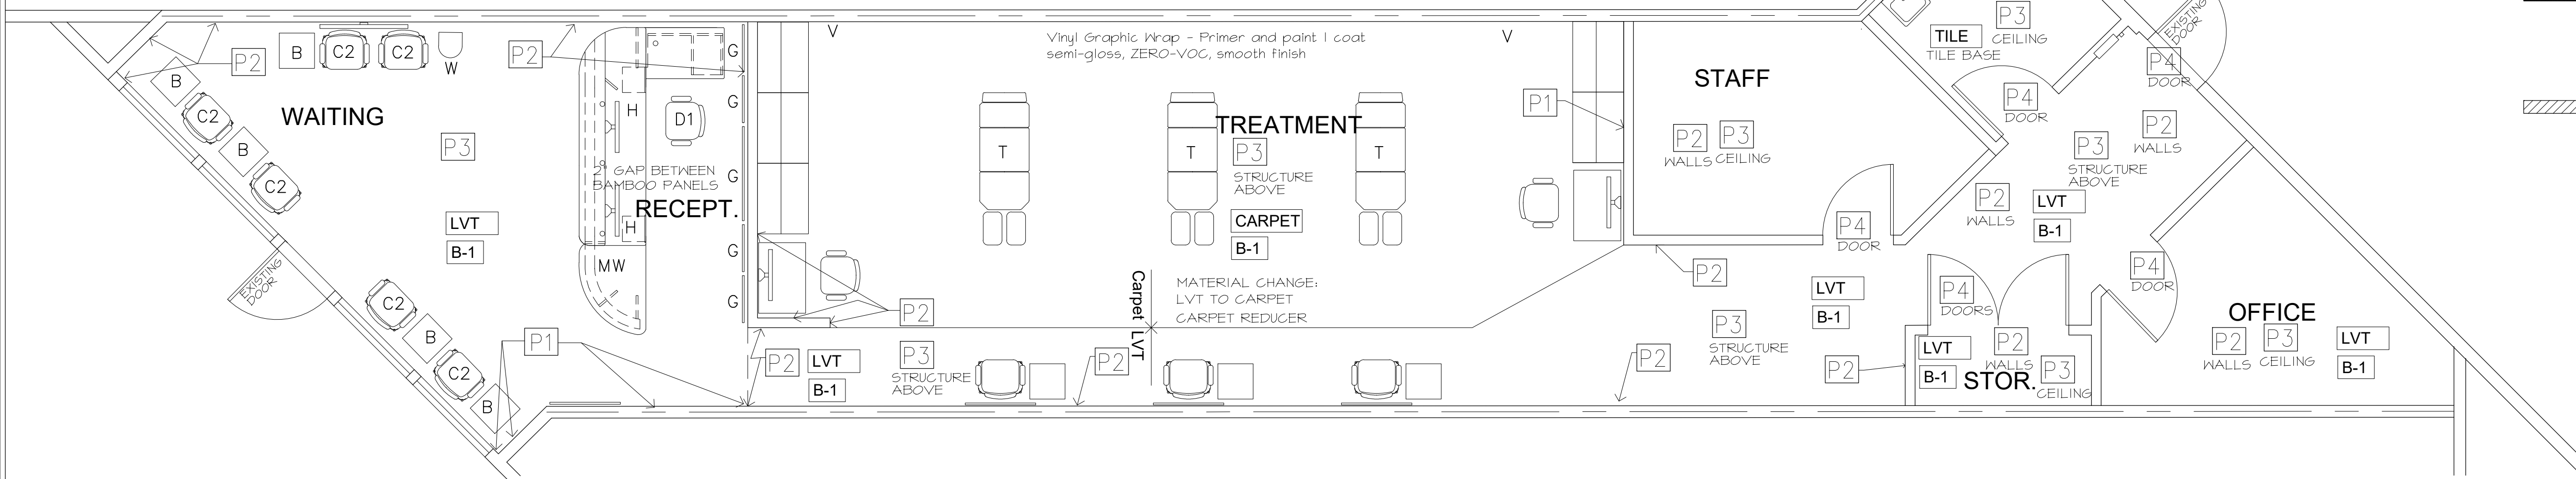 P2
B
C2
C2
W
P2
B
C2
B
C2
WAITING
P3
LVT
B-1
EXISTING
DOOR
C2
B
C2
B
P1
H
D1
2" GAP BETWEEN
BAMBOO PANELS
RECEPT.
H
MW
G
G
G
G
G
V
Vinyl Graphic Wrap - Primer and paint 1 coat
semi-gloss, ZERO-VOC, smooth finish
V
T
T
T
TREATMENT
P3
STRUCTURE
ABOVE
CARPET
B-1
P1
P2
Carpet
LVT
MATERIAL CHANGE:
LVT TO CARPET
CARPET REDUCER
P2
LVT
B-1
P3
STRUCTURE
ABOVE
P2
STAFF
P2
WALLS
P3
CEILING
P4
DOOR
P2
P2
P3
STRUCTURE
ABOVE
LVT
B-1
P2
TILE
TILE BASE
P3
CEILING
P4
DOOR
EXISTING
DOOR
P4
DOOR
P2
WALLS
P3
STRUCTURE
ABOVE
P2
WALLS
LVT
B-1
P4
DOORS
P4
DOOR
LVT
B-1
P2
WALLS
STOR.
P3
CEILING
OFFICE
P2
WALLS
P3
CEILING
LVT
B-1